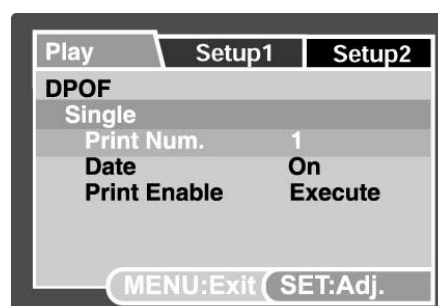 Play Setup1 Setup2
DPOF
Single
Print Num. 1
Date On
Print Enable Execute
MENU:Exit SET:Adj.